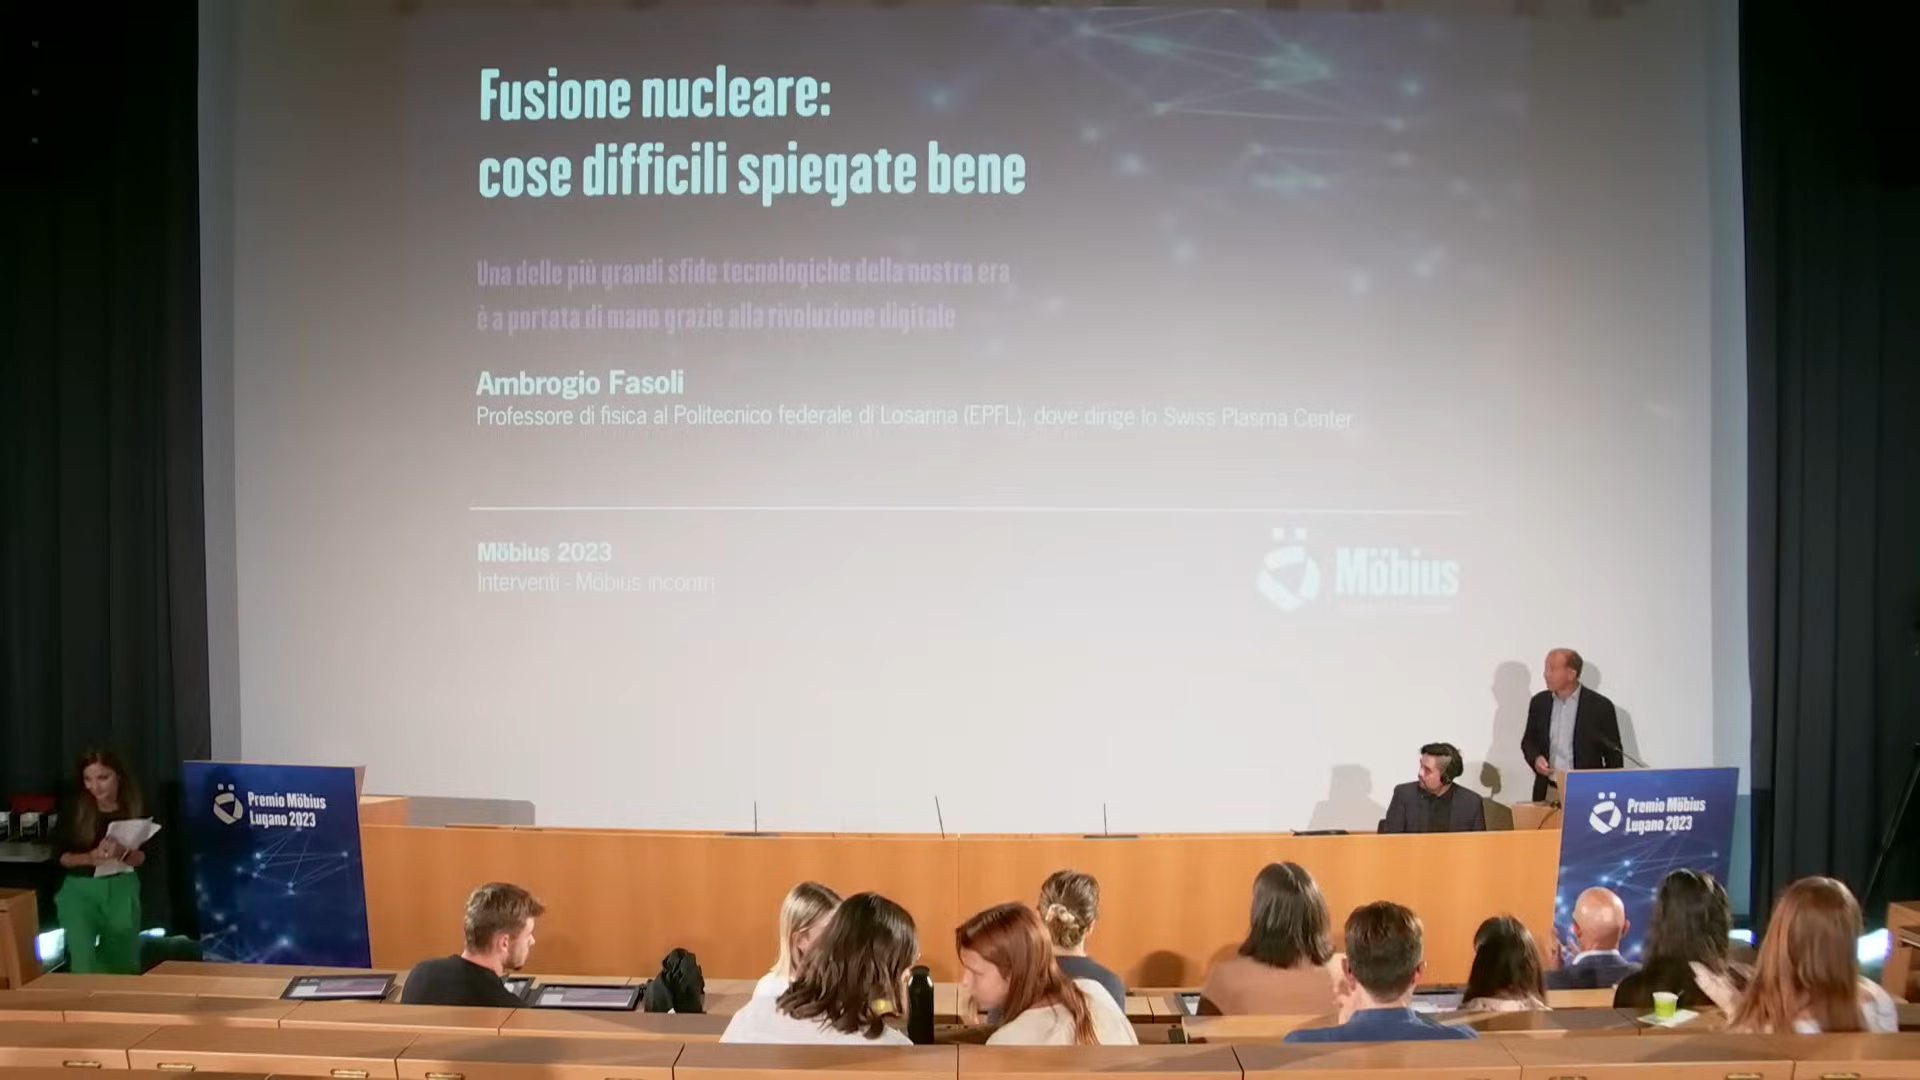 Fusione nucleare:
cose difficili spiegate bene
Una delle più grandi sfide tecnologiche della nostra era
è a portata di mano grazie alla rivoluzione digitale
Ambrogio Fasoli
Professore di fisica al Politecnico federale di Losanna (EPFL), dove dirige lo Swiss Plasma Center
Möbius 2023
Interventi - Möbius incontri
Möbius
Premio Möbius
Lugano 2023
Premio Möbius
Lugano 2023